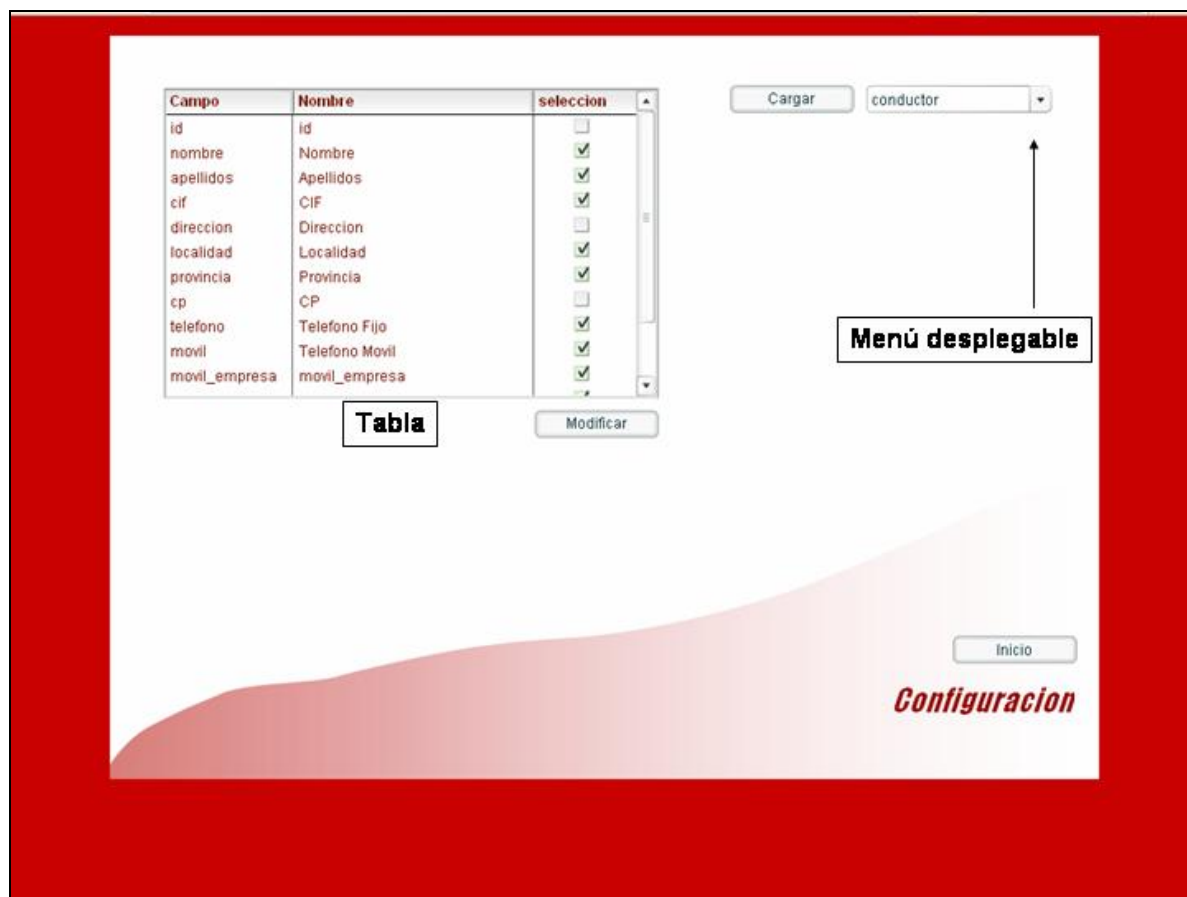 Campo Nombre seleccion
id id
nombre Nombre
apellidos Apellidos
cif CIF
direccion Direccion
localidad Localidad
provincia Provincia
cp CP
telefono Telefono Fijo
movil Telefono Movil
movil_empresa movil_empresa
Cargar conductor
Menú desplegable
Tabla
Modificar
Inicio
Configuracion